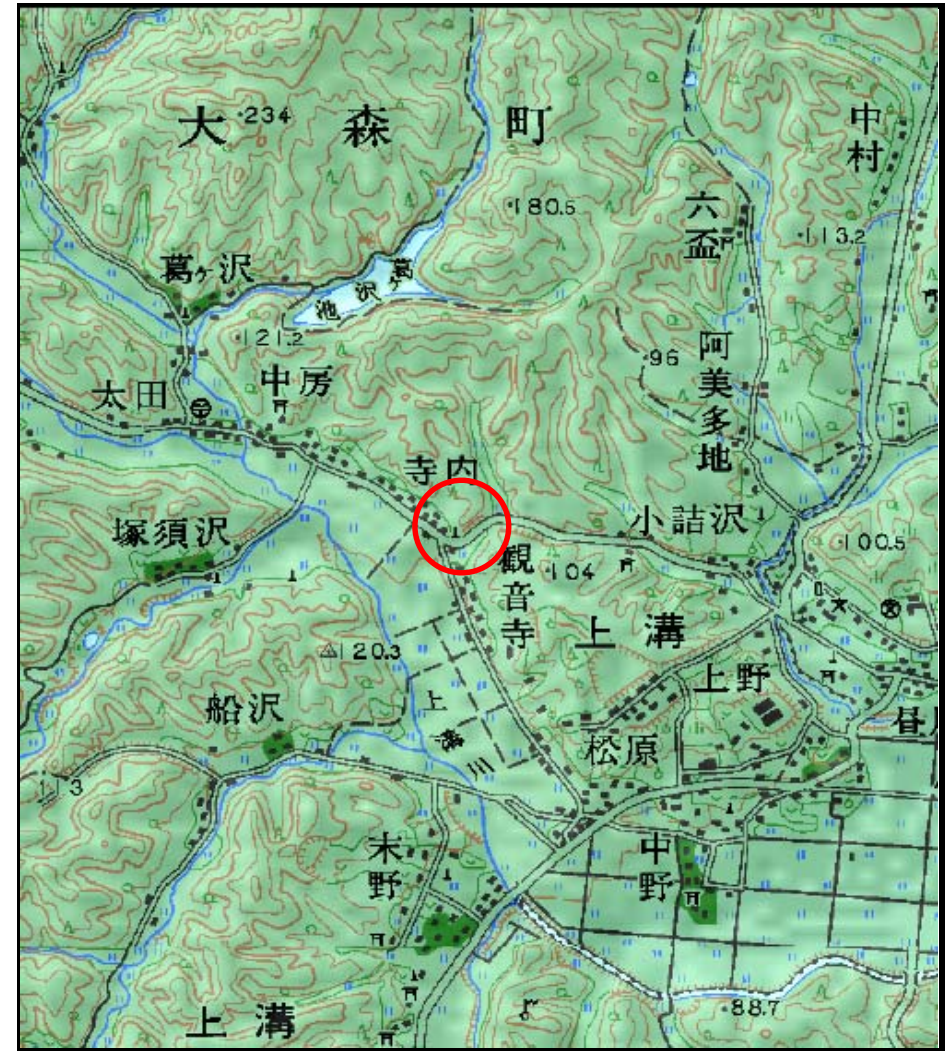 大森町
・234
中村
・180.5
六盃
・113.2
葛ヶ沢
葛ヶ沢池
・121.2
・96
阿美多地
太田
中房
寺内
塚須沢
小詰沢
・100.5
観音寺
・104
上溝
120.3
上野
船沢
上
川
松原
113
末野
中野
・88.7
上溝